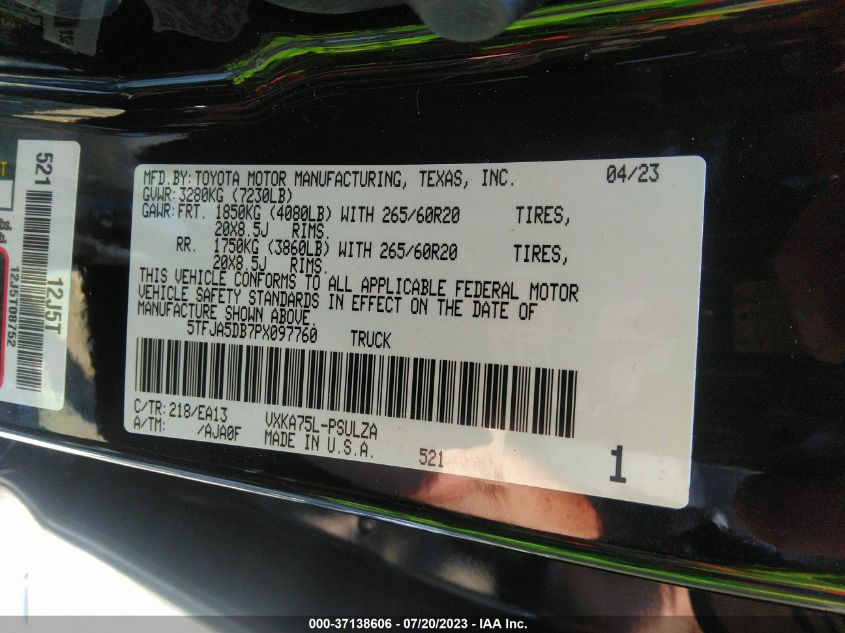 MFD.BY: TOYOTA MOTOR MANUFACTURING, TEXAS, INC. 04/23
GVWR: 3280KG (7230LB)
GAWR: FRT. 1850KG (4080LB) WITH 265/60R20 TIRES,
20X8.5J RIMS.
RR. 1750KG (3860LB) WITH 265/60R20 TIRES,
20X8.5J RIMS.
THIS VEHICLE CONFORMS TO ALL APPLICABLE FEDERAL MOTOR
VEHICLE SAFETY STANDARDS IN EFFECT ON THE DATE OF
MANUFACTURE SHOWN ABOVE
5TFJA5DB7PX097760 TRUCK
C/TR: 218/EA13 VXKA75L-PSULZA
A/TM: /AJA0F MADE IN U.S.A. 521 1
521
12J5T
12J5T08752
000-37138606 / 07/20/2023 / IAA Inc.